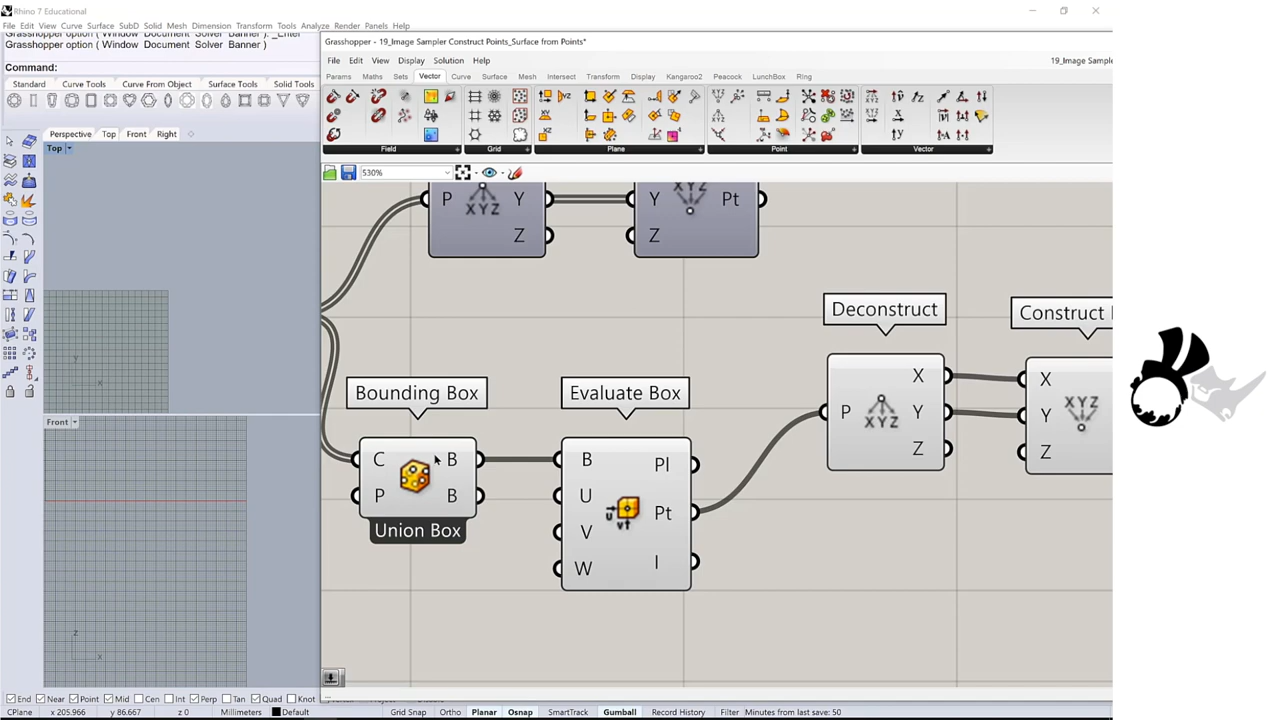 Rhino 7 Educational
File Edit View Curve Surface SubD Solid Mesh Dimension Transform Tools Analyze Render Panels Help
Grasshopper option ( Window Document Solver Banner ): _Enter
Grasshopper option ( Window Document Solver Banner )
Command:
Standard Curve Tools Curve From Object Surface Tools Solid Tools
Perspective Top Front Right
Top
y
x
Front
z
x
Grasshopper - 19_Image Sampler Construct Points_Surface from Points*
File Edit View Display Solution Help 19_Image Sample
Params Maths Sets Vector Curve Surface Mesh Intersect Transform Display Kangaroo2 Peacock LunchBox Ring
Field Grid Plane Point Vector
530%
P XYZ Y Z
Y XYZ Z Pt
Deconstruct
Construct
P XYZ X Y Z
X Y Z XYZ
Bounding Box
C P B B
Union Box
Evaluate Box
B U V W Pl Pt I
End Near Point Mid Cen Int Perp Tan Quad Knot
CPlane x 205.966 y 86.667 z 0 Millimeters Default Grid Snap Ortho Planar Osnap SmartTrack Gumball Record History Filter Minutes from last save: 50